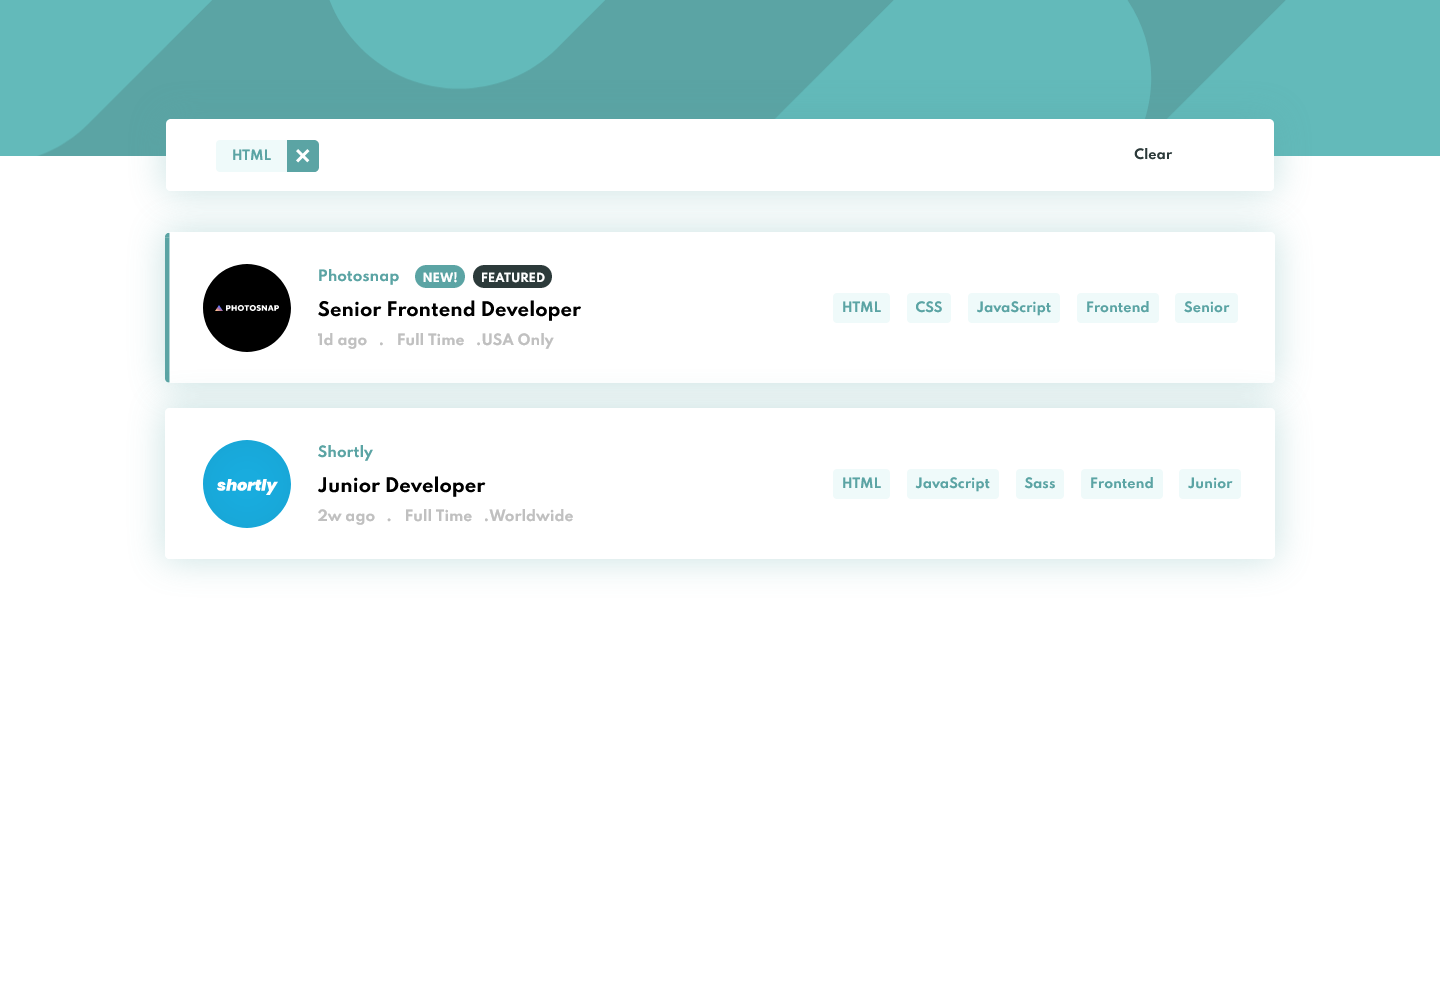 HTML ✕ Clear
Photosnap NEW! FEATURED
PHOTOSNAP
Senior Frontend Developer
1d ago . Full Time .USA Only
HTML CSS JavaScript Frontend Senior
Shortly
shortly
Junior Developer
2w ago . Full Time .Worldwide
HTML JavaScript Sass Frontend Junior